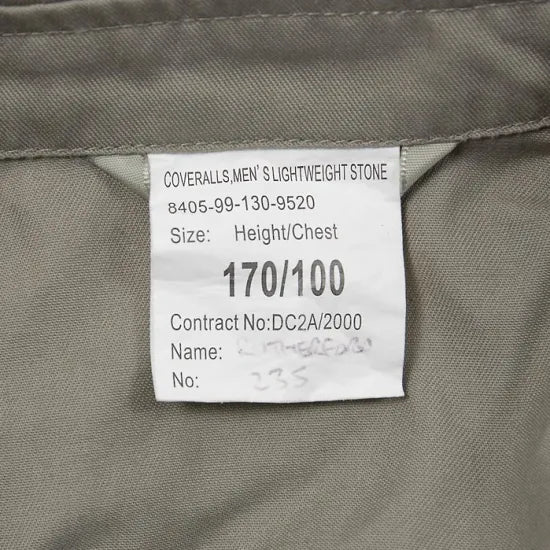 COVERALLS,MEN'S LIGHTWEIGHT STONE
8405-99-130-9520
Size: Height/Chest
170/100
Contract No:DC2A/2000
Name:
No: 235